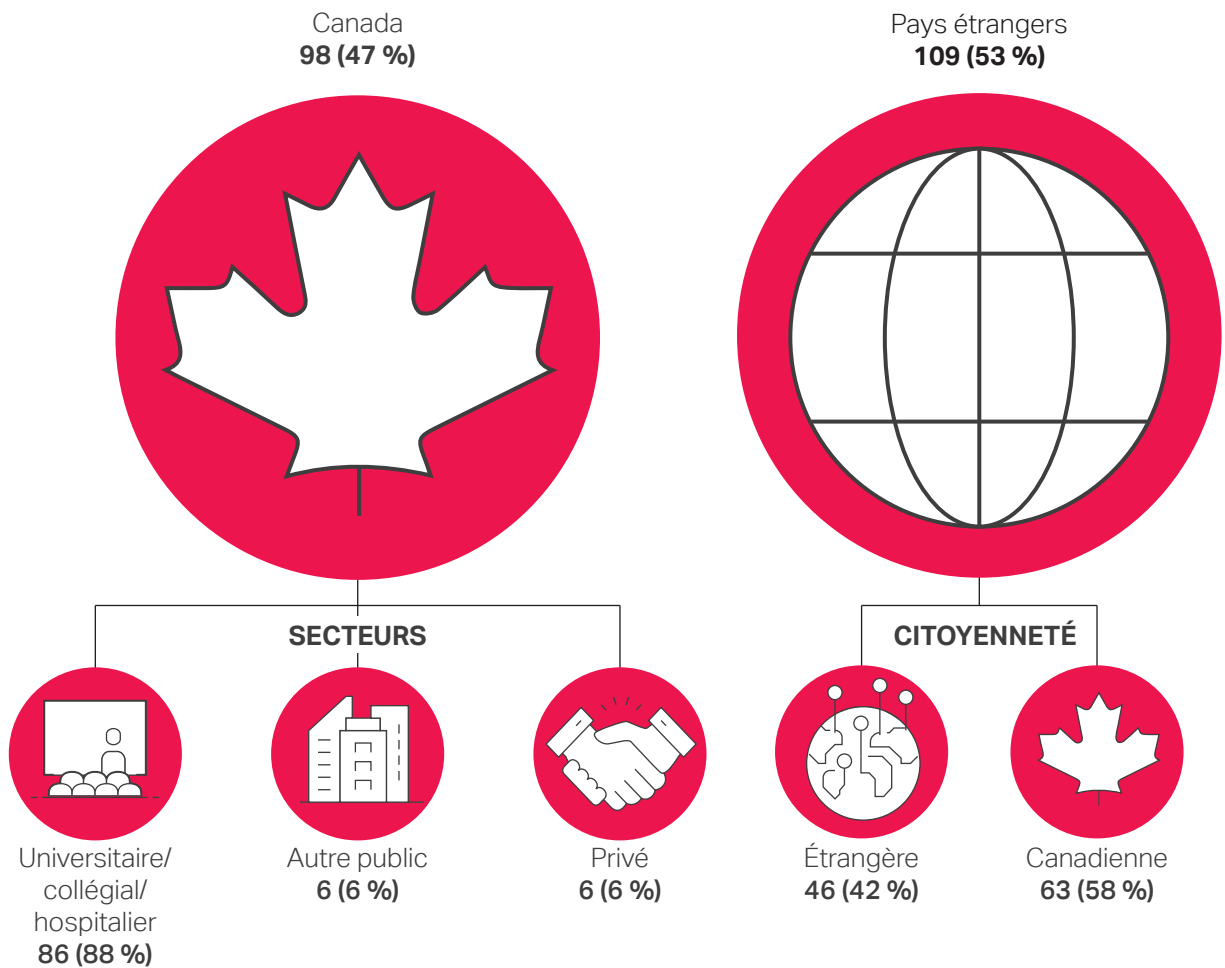 Canada
98 (47 %)
Pays étrangers
109 (53 %)
SECTEURS
CITOYENNETÉ
Universitaire/
collégial/
hospitalier
86 (88 %)
Autre public
6 (6 %)
Privé
6 (6 %)
Étrangère
46 (42 %)
Canadienne
63 (58 %)